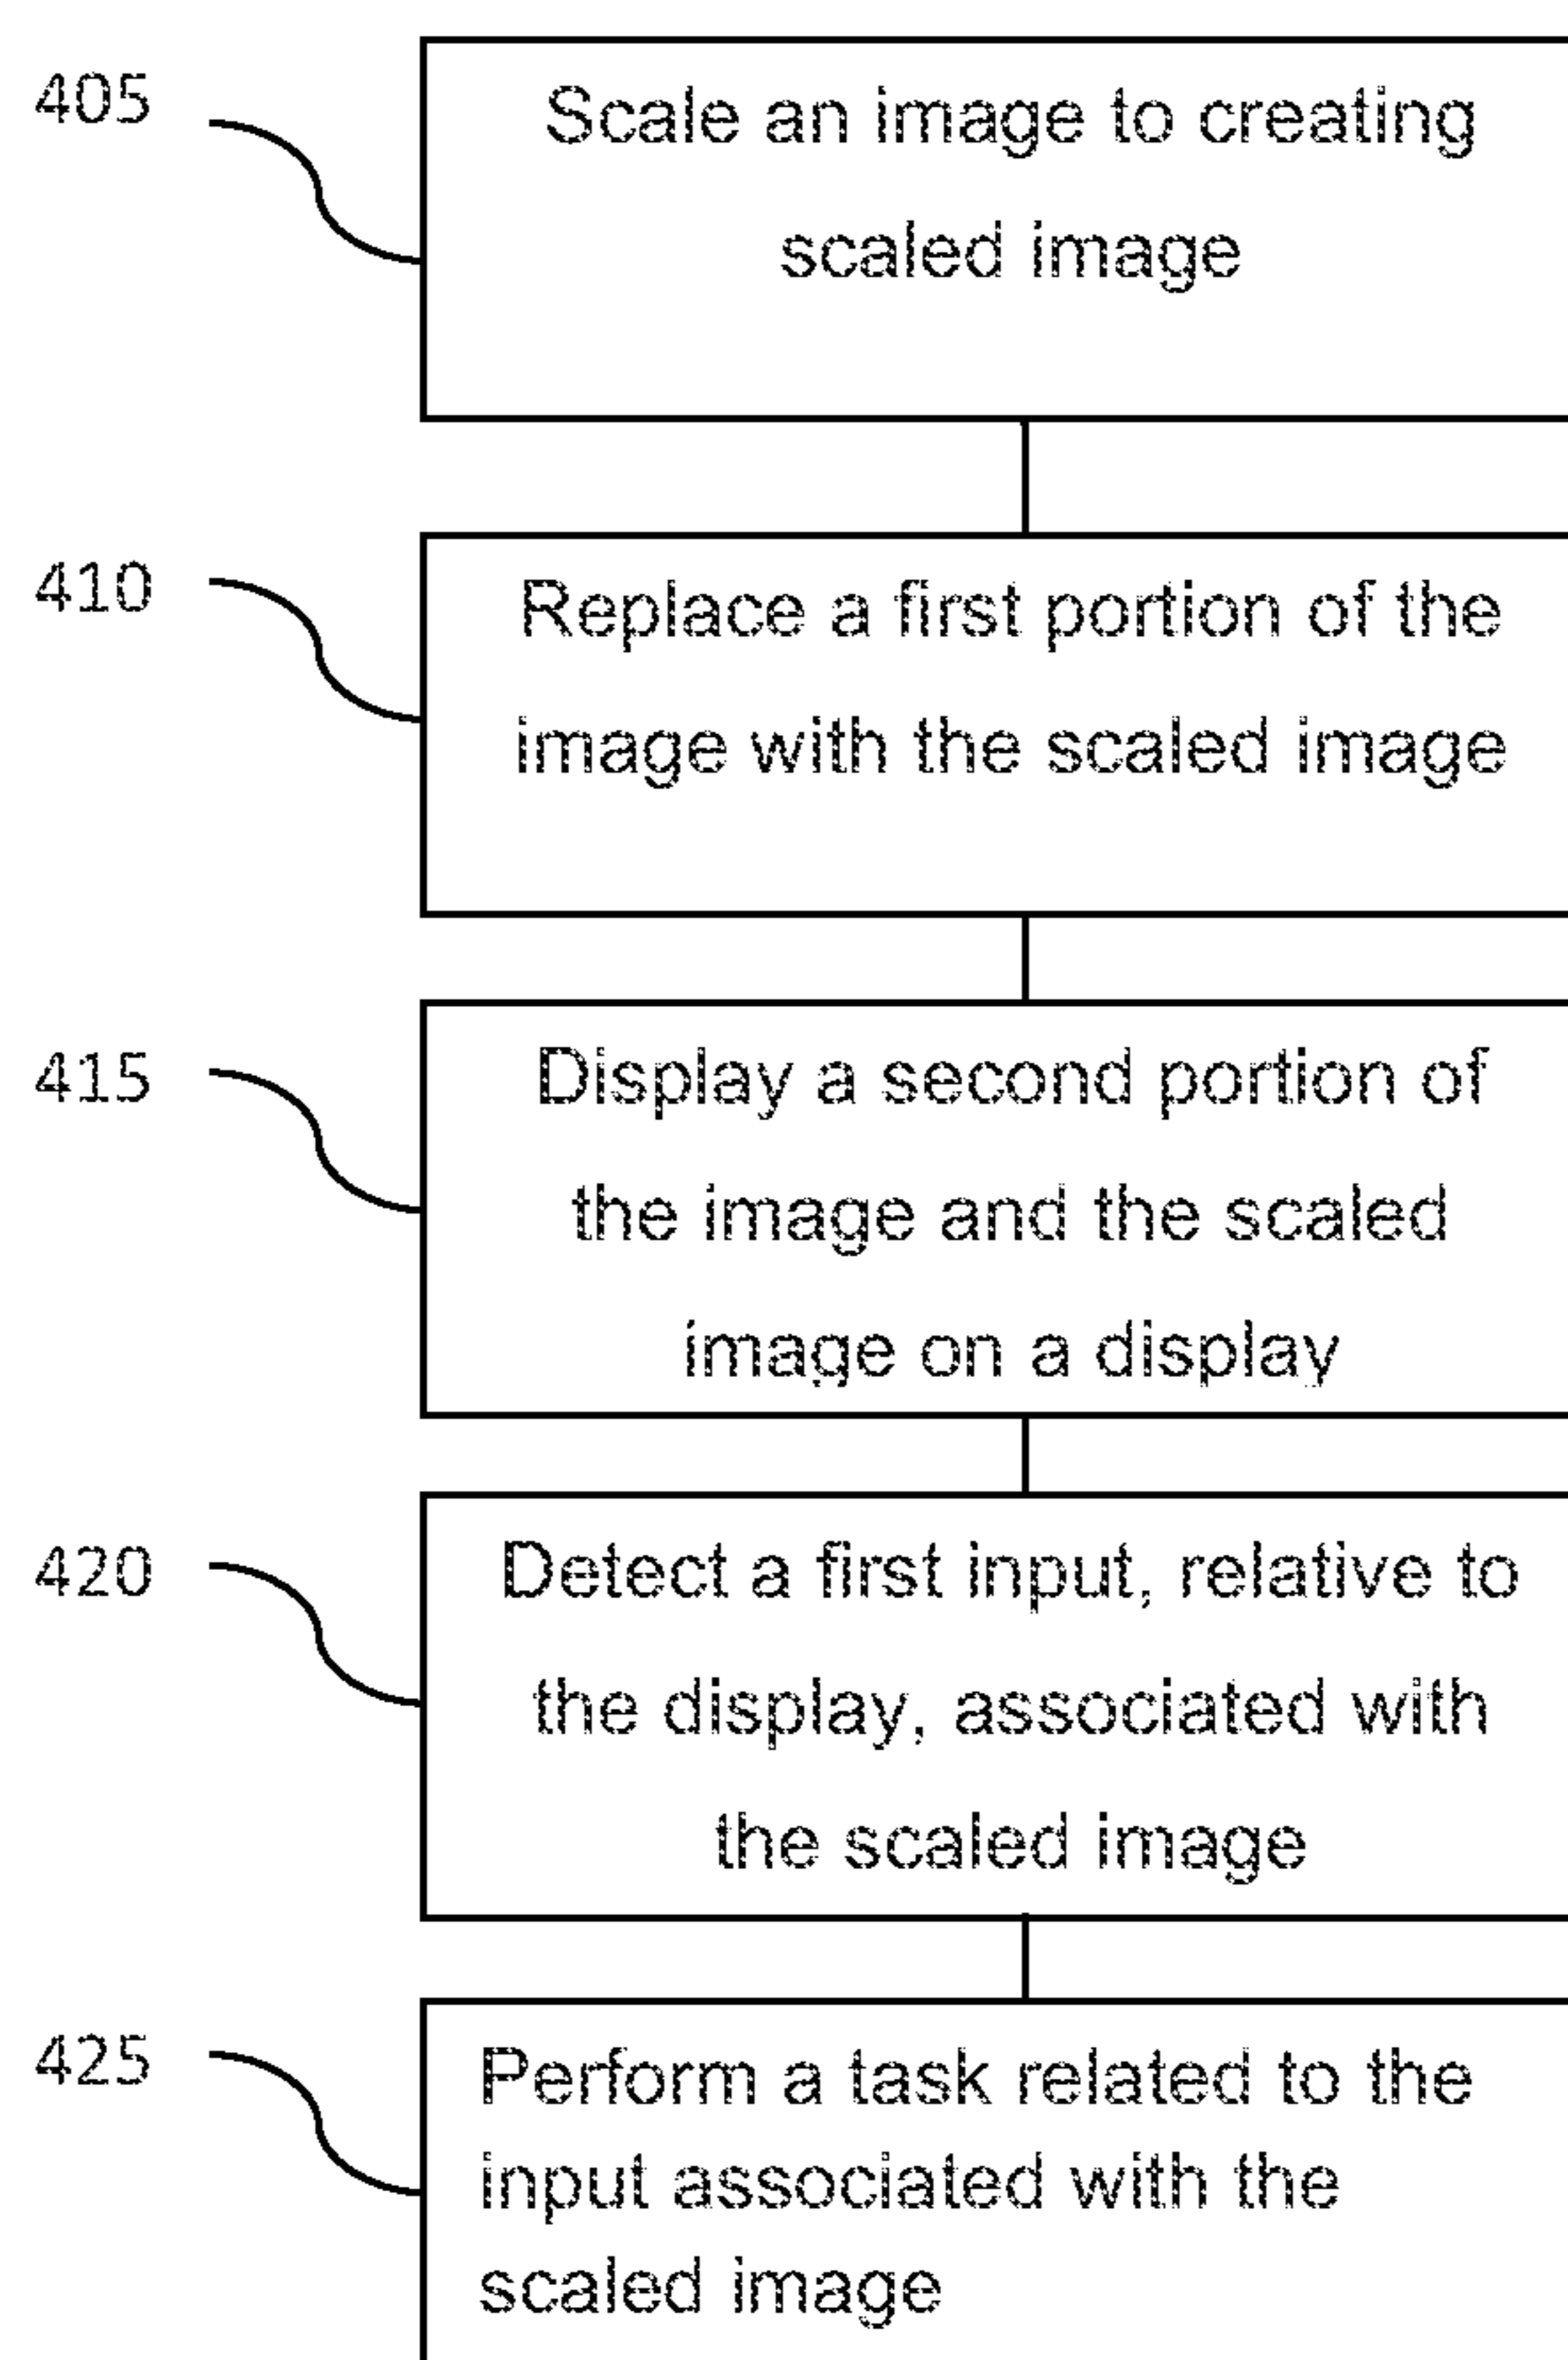 405
Scale an image to creating
scaled image
410
Replace a first portion of the
image with the scaled image
415
Display a second portion of
the image and the scaled
image on a display
420
Detect a first input, relative to
the display, associated with
the scaled image
425
Perform a task related to the
input associated with the
scaled image